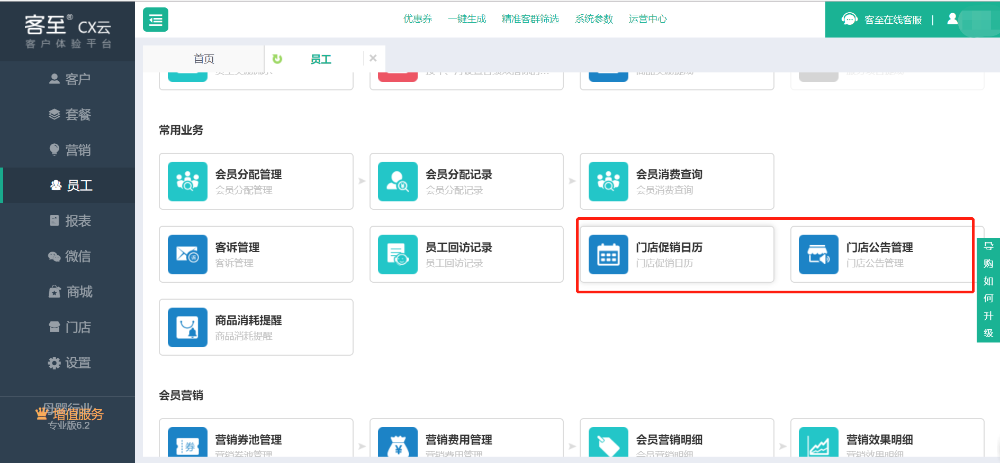 客至® CX云
客户体验平台
优惠券 一键生成 精准客群筛选 系统参数 运营中心
客至在线客服 |
首页
员工
客户
套餐
营销
员工
报表
微信
商城
门店
设置
母婴行业
增值服务
专业版6.2
常用业务
会员分配管理
会员分配管理
会员分配记录
会员分配记录
会员消费查询
会员消费查询
客诉管理
客诉管理
员工回访记录
员工回访记录
门店促销日历
门店促销日历
门店公告管理
门店公告管理
商品消耗提醒
商品消耗提醒
会员营销
营销券池管理
营销券池管理
营销费用管理
营销费用管理
会员营销明细
会员营销明细
营销效果明细
营销效果明细
导
购
如
何
升
级